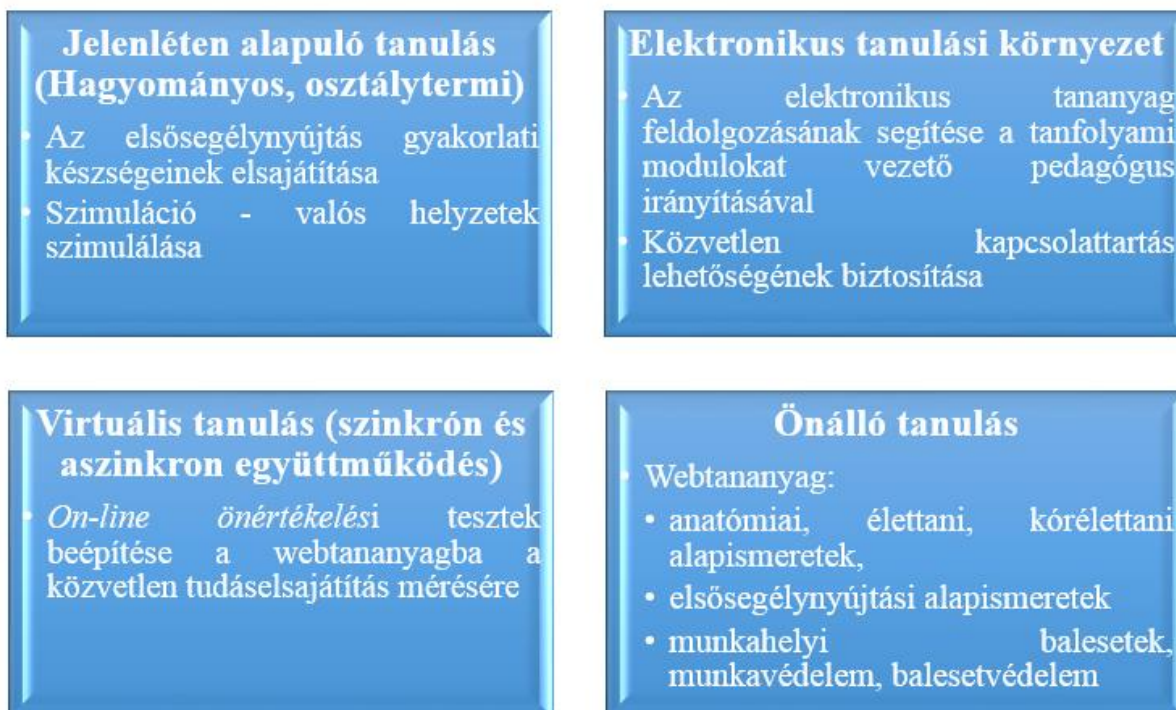 Jelenléten alapuló tanulás
(Hagyományos, osztálytermi)
• Az elsősegélynyújtás gyakorlati
készségeinek elsajátítása
• Szimuláció - valós helyzetek
szimulálása
Elektronikus tanulási környezet
• Az elektronikus tananyag
feldolgozásának segítése a tanfolyami
modulokat vezető pedagógus
irányításával
• Közvetlen kapcsolattartás
lehetőségének biztosítása
Virtuális tanulás (szinkrón és
aszinkron együttműködés)
• On-line önértékelési tesztek
beépítése a webtananyagba a
közvetlen tudáselsajátítás mérésére
Önálló tanulás
• Webtananyag:
• anatómiai, élettani, kórélettani
alapismeretek,
• elsősegélynyújtási alapismeretek
• munkahelyi balesetek,
munkavédelem, balesetvédelem